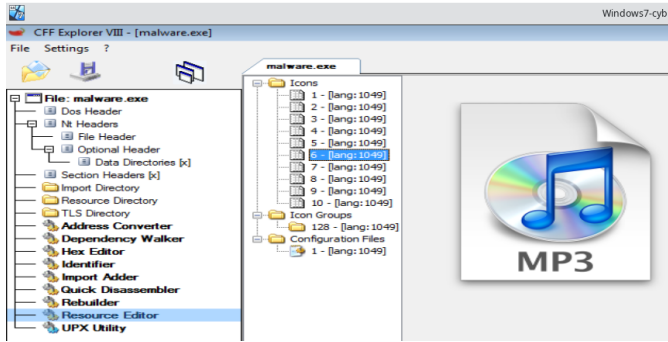 Windows7-cyb
CFF Explorer VIII - [malware.exe]
File Settings ?
malware.exe
File: malware.exe
Dos Header
Nt Headers
File Header
Optional Header
Data Directories [x]
Section Headers [x]
Import Directory
Resource Directory
TLS Directory
Address Converter
Dependency Walker
Hex Editor
Identifier
Import Adder
Quick Disassembler
Rebuilder
Resource Editor
UPX Utility
Icons
1 - [lang:1049]
2 - [lang:1049]
3 - [lang:1049]
4 - [lang:1049]
5 - [lang:1049]
6 - [lang:1049]
7 - [lang:1049]
8 - [lang:1049]
9 - [lang:1049]
10 - [lang:1049]
Icon Groups
128 - [lang:1049]
Configuration Files
1 - [lang:1049]
MP3